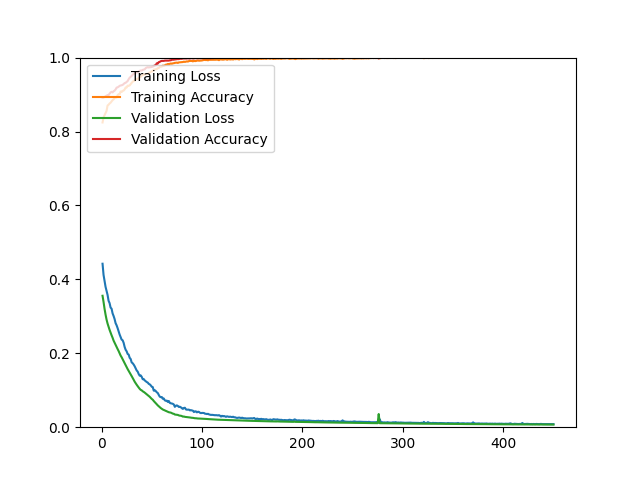 1.0
0.8
0.6
0.4
0.2
0.0
Training Loss
Training Accuracy
Validation Loss
Validation Accuracy
0 100 200 300 400